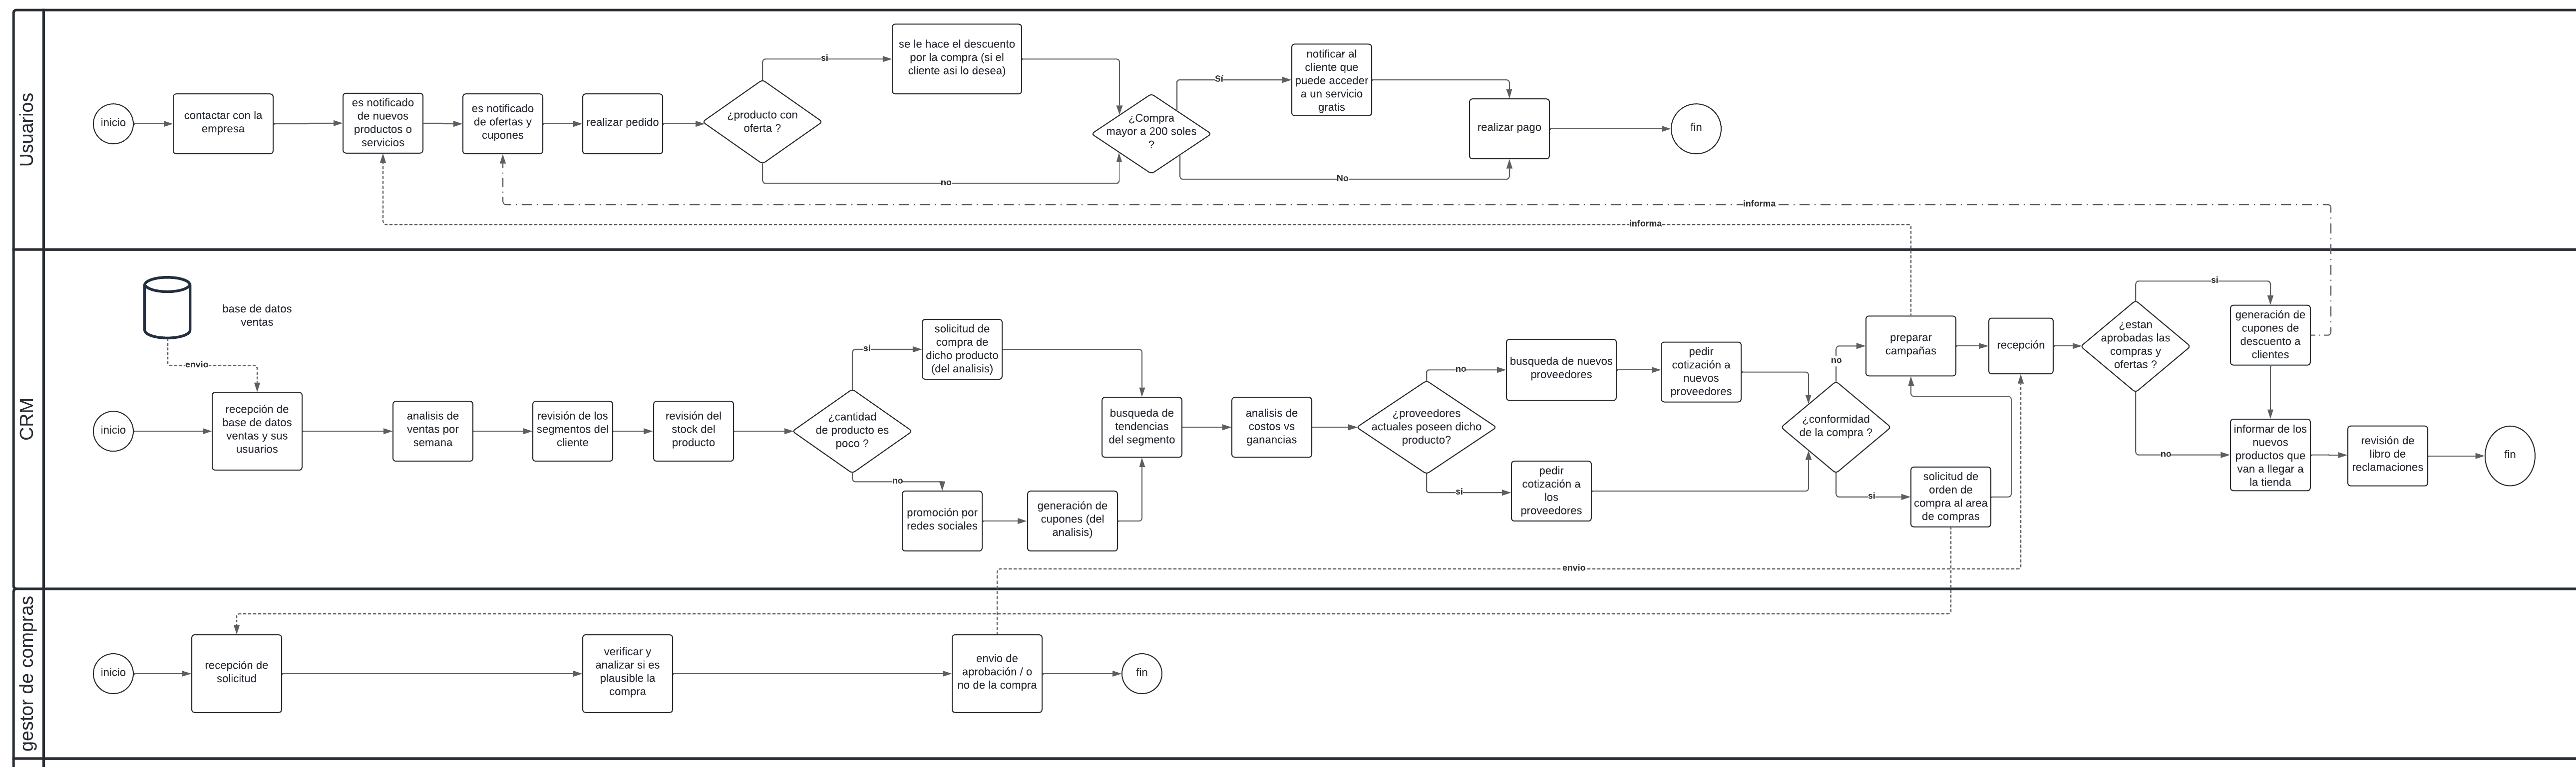 Usuarios
inicio
contactar con la
empresa
es notificado
de nuevos
productos o
servicios
es notificado
de ofertas y
cupones
realizar pedido
¿producto con
oferta ?
si
se le hace el descuento
por la compra (si el
cliente asi lo desea)
no
¿Compra
mayor a 200 soles
?
Sí
notificar al
cliente que
puede acceder
a un servicio
gratis
No
realizar pago
fin
informa
informa
CRM
base de datos
ventas
envio
inicio
recepción de
base de datos
ventas y sus
usuarios
analisis de
ventas por
semana
revisión de los
segmentos del
cliente
revisión del
stock del
producto
¿cantidad
de producto es
poco ?
si
solicitud de
compra de
dicho producto
(del analisis)
no
promoción por
redes sociales
generación de
cupones (del
analisis)
busqueda de
tendencias
del segmento
analisis de
costos vs
ganancias
¿proveedores
actuales poseen dicho
producto?
no
busqueda de nuevos
proveedores
pedir
cotización a
nuevos
proveedores
si
pedir
cotización a
los
proveedores
¿conformidad
de la compra ?
no
preparar
campañas
si
solicitud de
orden de
compra al area
de compras
recepción
¿estan
aprobadas las
compras y
ofertas ?
si
generación de
cupones de
descuento a
clientes
no
informar de los
nuevos
productos que
van a llegar a
la tienda
revisión de
libro de
reclamaciones
fin
envio
gestor de compras
inicio
recepción de
solicitud
verificar y
analizar si es
plausible la
compra
envio de
aprobación / o
no de la compra
fin